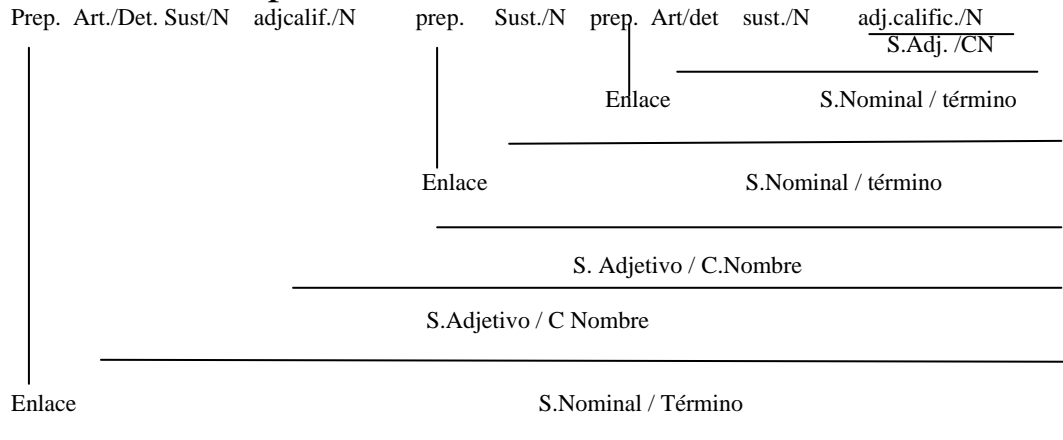 Prep. Art./Det. Sust/N adjcalif./N prep. Sust./N prep. Art/det sust./N adj.calific./N
S.Adj. /CN
Enlace S.Nominal / término
Enlace S.Nominal / término
S. Adjetivo / C.Nombre
S.Adjetivo / C Nombre
Enlace S.Nominal / Término